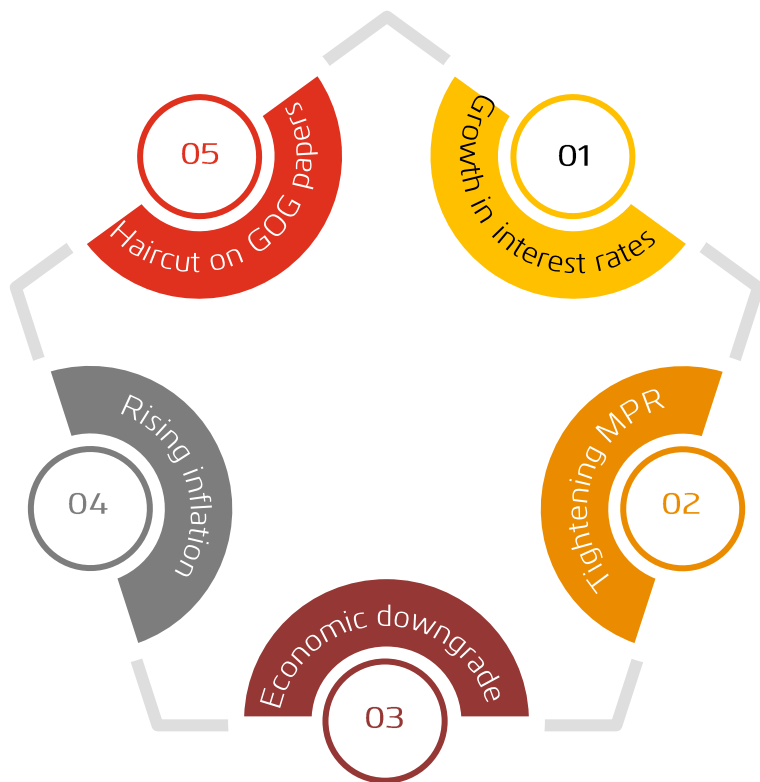 01
Growth in interest rates
02
Tightening MPR
03
Economic downgrade
04
Rising inflation
05
Haircut on GOG papers